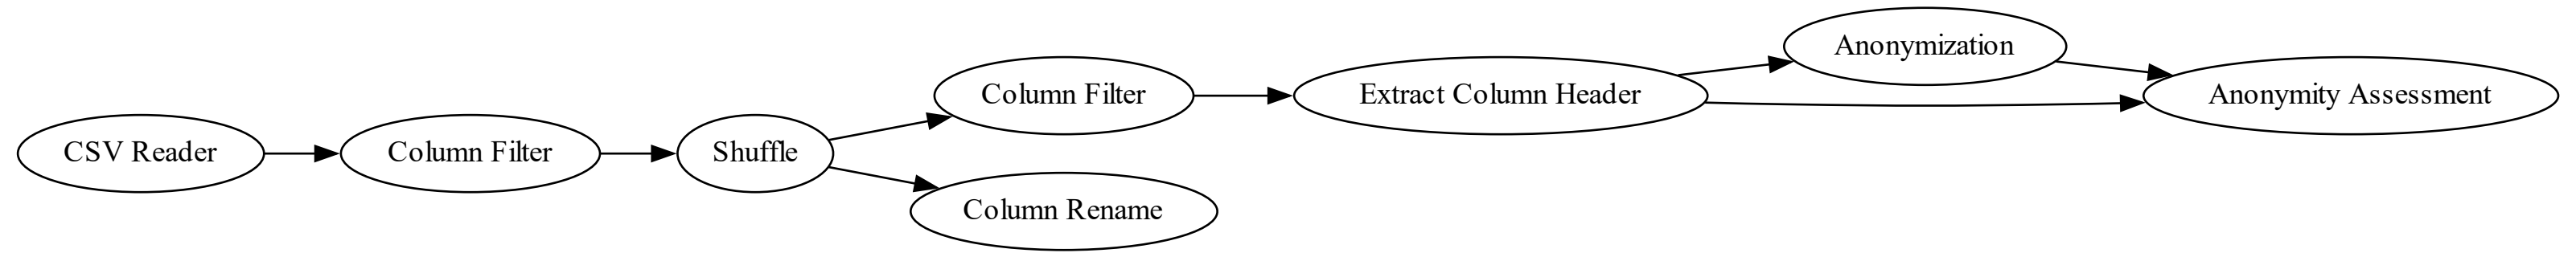 CSV Reader
Column Filter
Shuffle
Column Filter
Column Rename
Extract Column Header
Anonymization
Anonymity Assessment